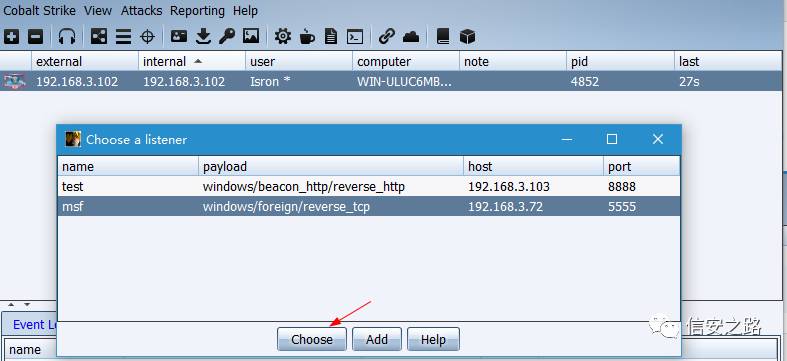 Cobalt Strike View Attacks Reporting Help
external internal user computer note pid last
192.168.3.102 192.168.3.102 Isron * WIN-ULUC6MB... 4852 27s
Choose a listener
name payload host port
test windows/beacon_http/reverse_http 192.168.3.103 8888
msf windows/foreign/reverse_tcp 192.168.3.72 5555
Choose Add Help
信安之路
Event
name